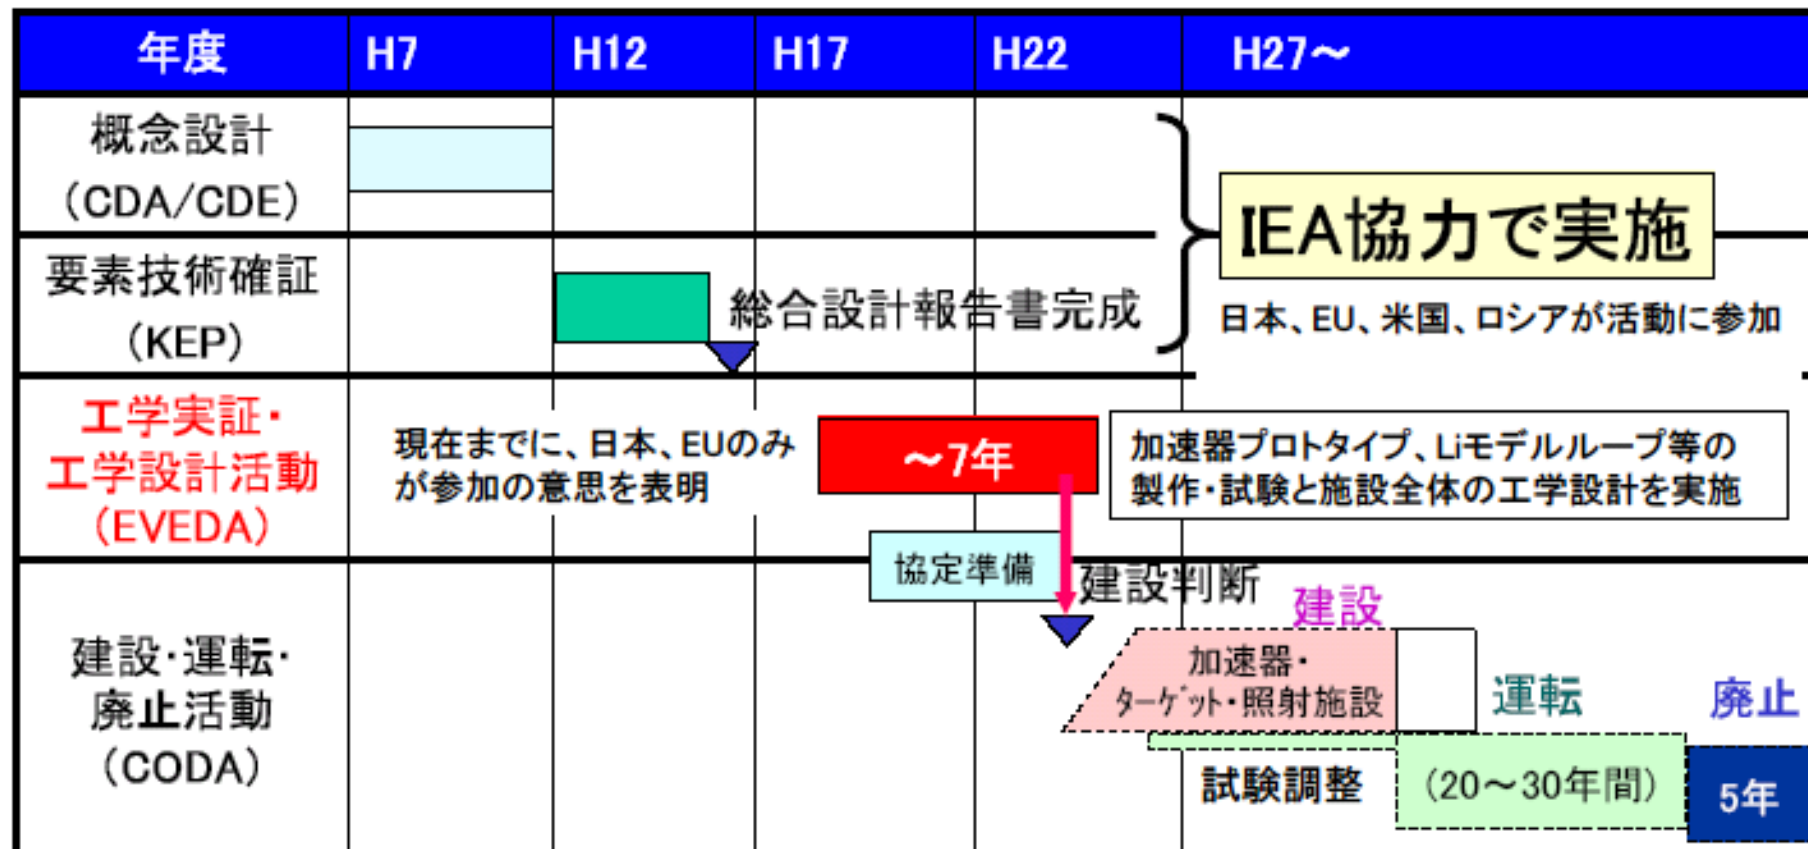 年度 H7 H12 H17 H22 H27～
概念設計
（CDA/CDE）
IEA協力で実施
要素技術確証
（KEP）
総合設計報告書完成
日本、EU、米国、ロシアが活動に参加
工学実証・
工学設計活動
（EVEDA）
現在までに、日本、EUのみ
が参加の意思を表明
～7年
加速器プロトタイプ、Liモデルループ等の
製作・試験と施設全体の工学設計を実施
協定準備
建設判断
建設・運転・
廃止活動
（CODA）
建設
加速器・
ﾀｰｹﾞｯﾄ・照射施設
運転
廃止
試験調整
（20～30年間）
5年